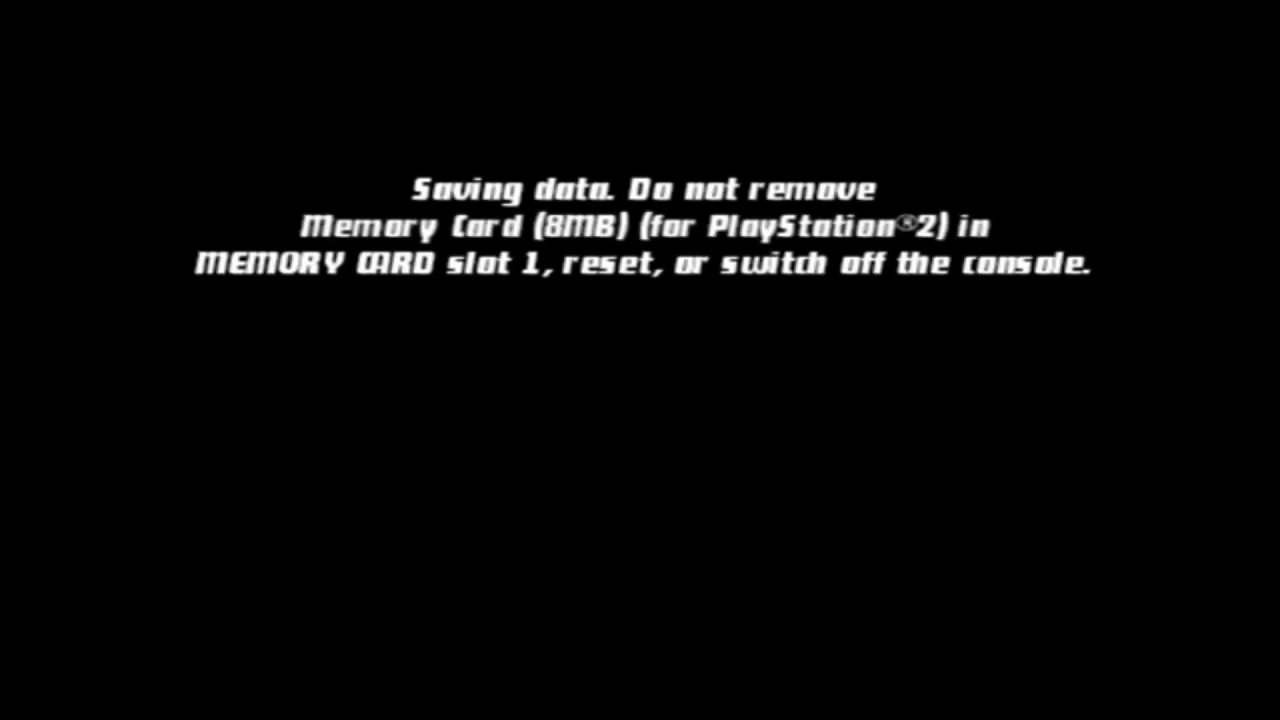 Saving data. Do not remove
Memory Card (8MB) (for PlayStation®2) in
MEMORY CARD slot 1, reset, or switch off the console.